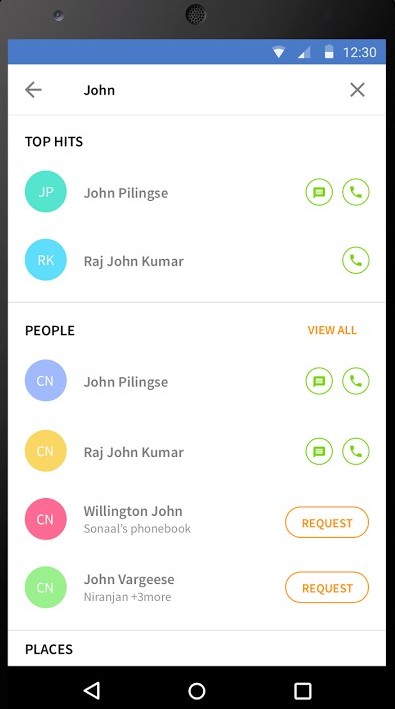 12:30
John
TOP HITS
JP John Pilingse
RK Raj John Kumar
PEOPLE VIEW ALL
CN John Pilingse
CN Raj John Kumar
CN Willington John
Sonaal's phonebook
REQUEST
CN John Vargeese
Niranjan +3more
REQUEST
PLACES